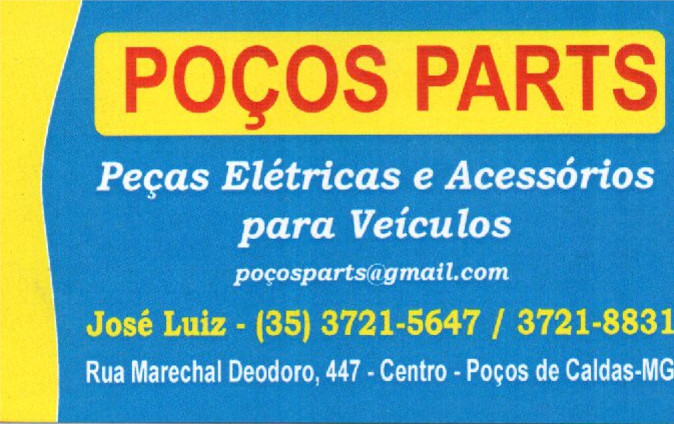 POÇOS PARTS
Peças Elétricas e Acessórios
para Veículos
poçosparts@gmail.com
José Luiz - (35) 3721-5647 / 3721-8831
Rua Marechal Deodoro, 447 - Centro - Poços de Caldas-MG